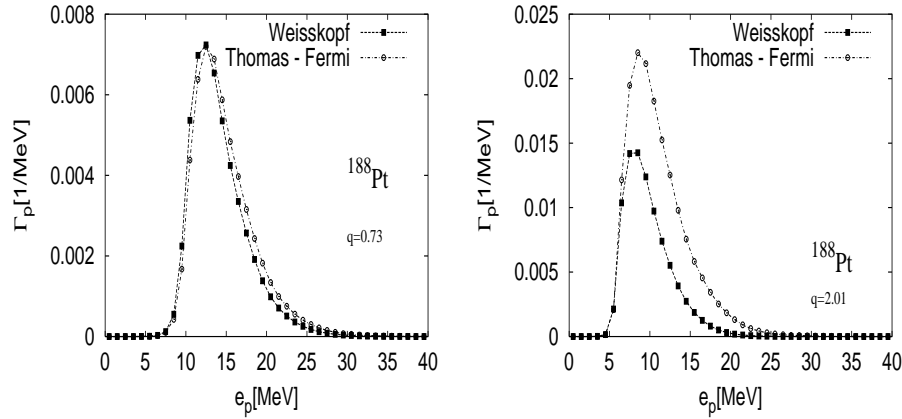 Weisskopf
Thomas - Fermi
0.008
0.006
0.004
0.002
0
Γp[1/MeV]
188Pt
q=0.73
0 5 10 15 20 25 30 35 40
ep[MeV]
Weisskopf
Thomas - Fermi
0.025
0.02
0.015
0.01
0.005
0
Γp[1/MeV]
188Pt
q=2.01
0 5 10 15 20 25 30 35 40
ep[MeV]